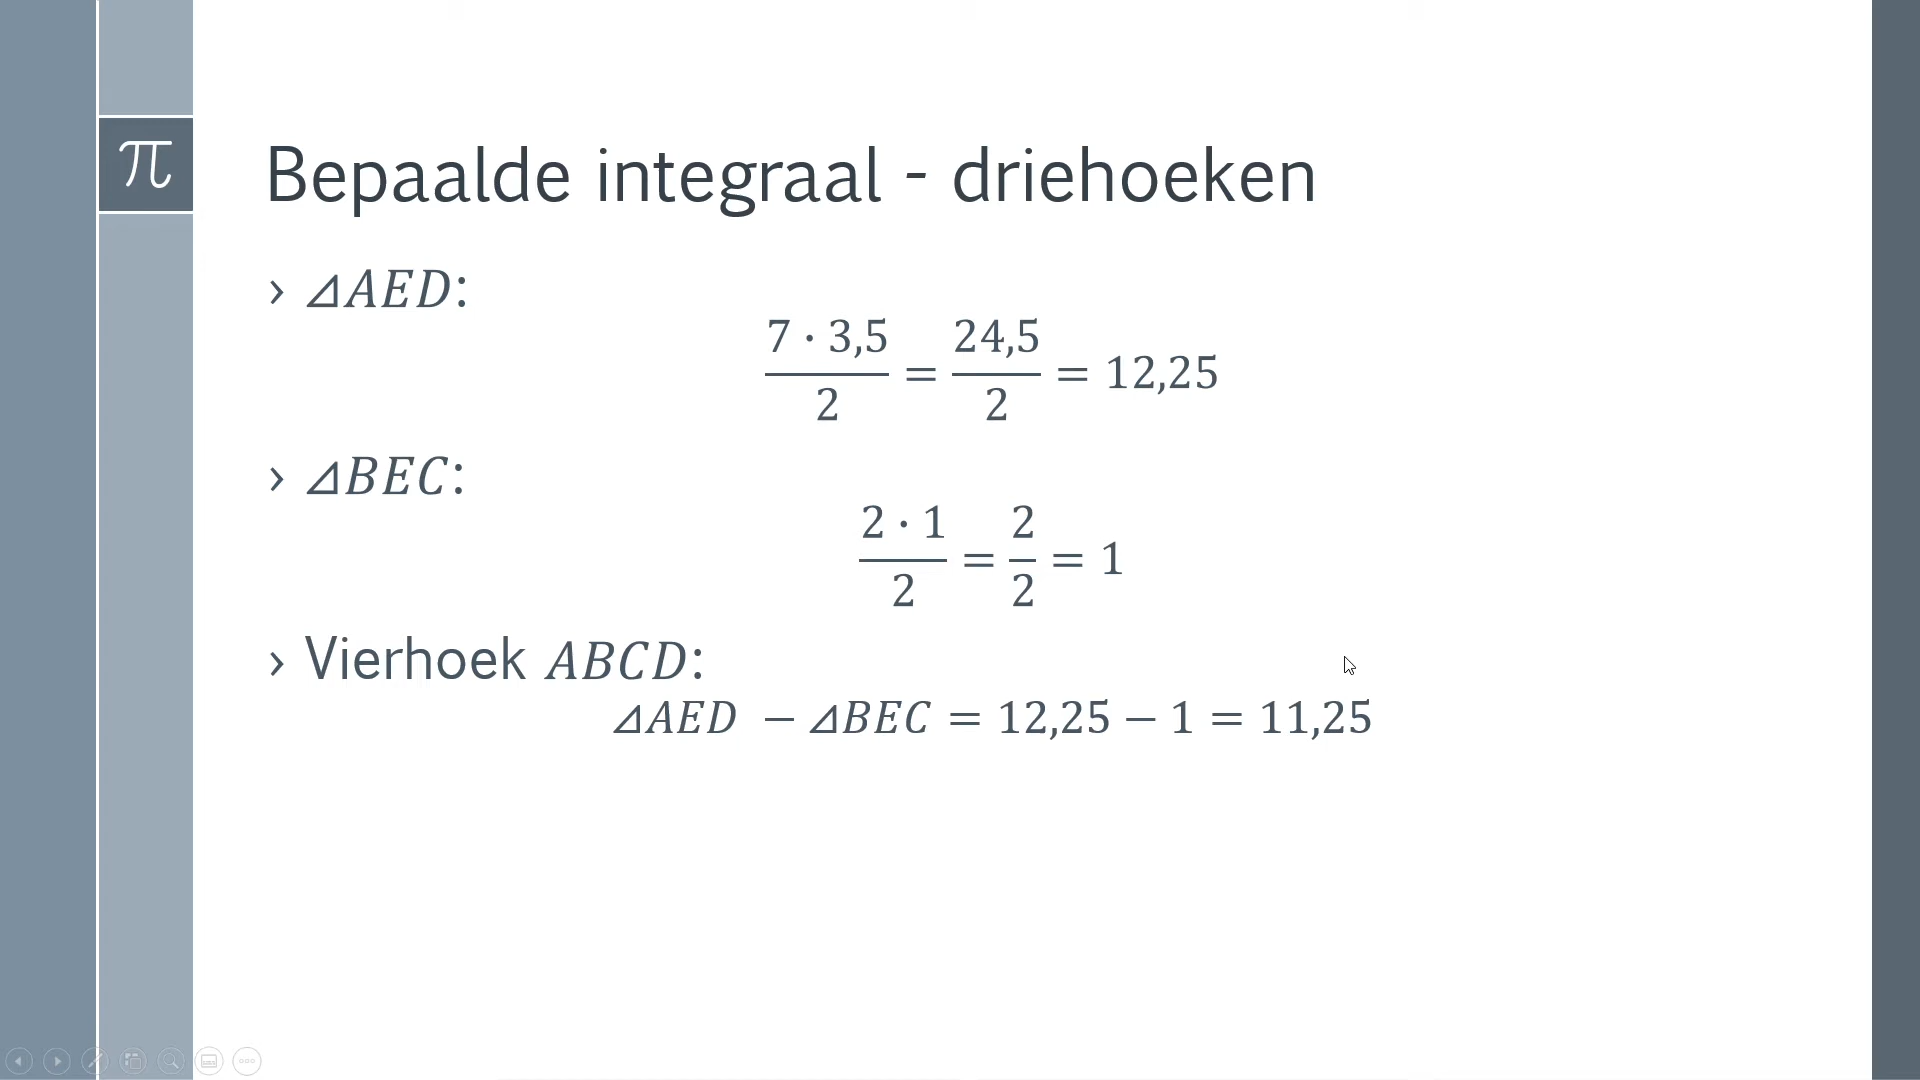 π
Bepaalde integraal - driehoeken
› ⊿AED:
7 · 3,5 / 2 = 24,5 / 2 = 12,25
› ⊿BEC:
2 · 1 / 2 = 2 / 2 = 1
› Vierhoek ABCD:
⊿AED − ⊿BEC = 12,25 − 1 = 11,25